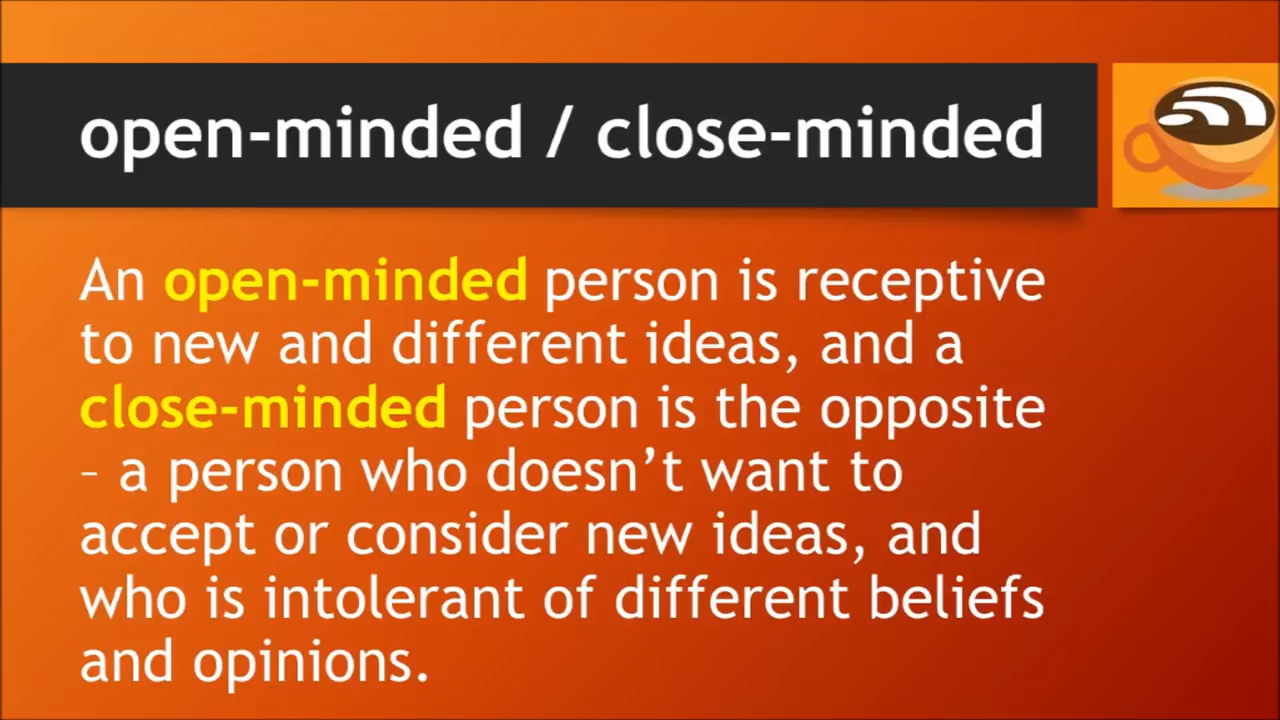 open-minded / close-minded
An open-minded person is receptive
to new and different ideas, and a
close-minded person is the opposite
– a person who doesn’t want to
accept or consider new ideas, and
who is intolerant of different beliefs
and opinions.